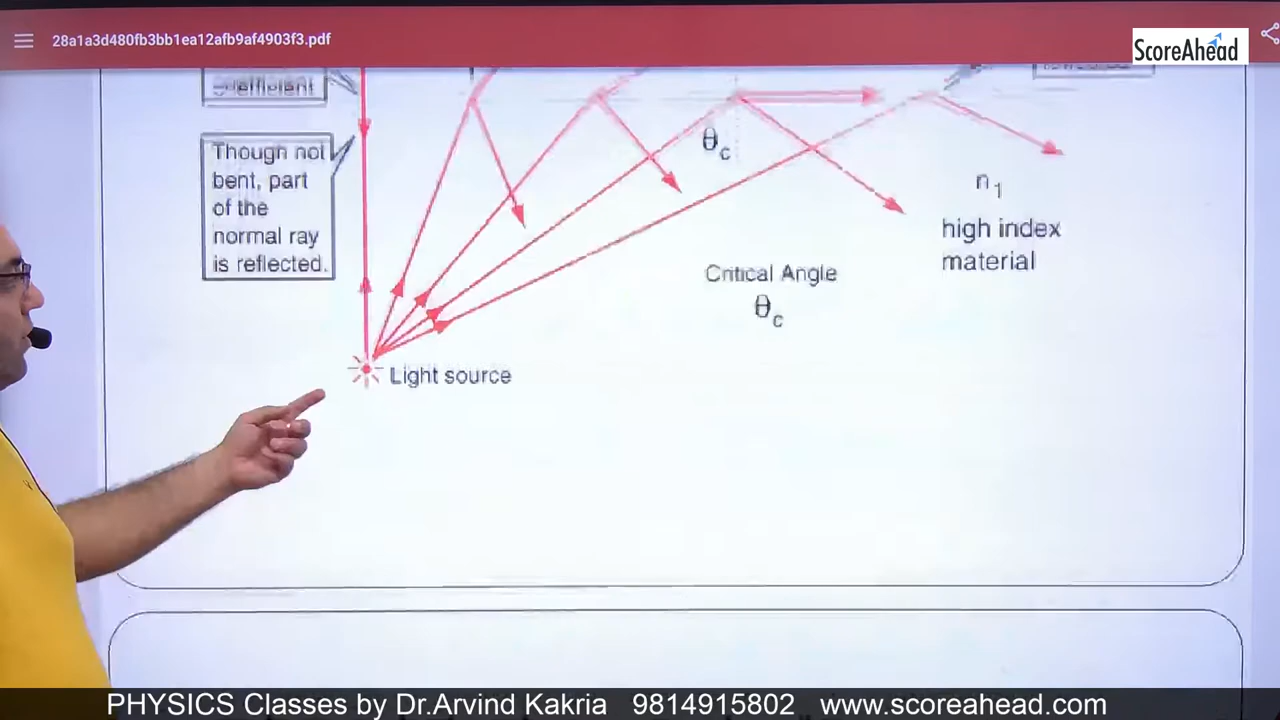 28a1a3d480fb3bb1ea12afb9af4903f3.pdf
ScoreAhead
coefficient
Though not
bent, part
of the
normal ray
is reflected.
θc
n1
high index
material
Critical Angle
θc
Light source
PHYSICS Classes by Dr.Arvind Kakria 9814915802 www.scoreahead.com